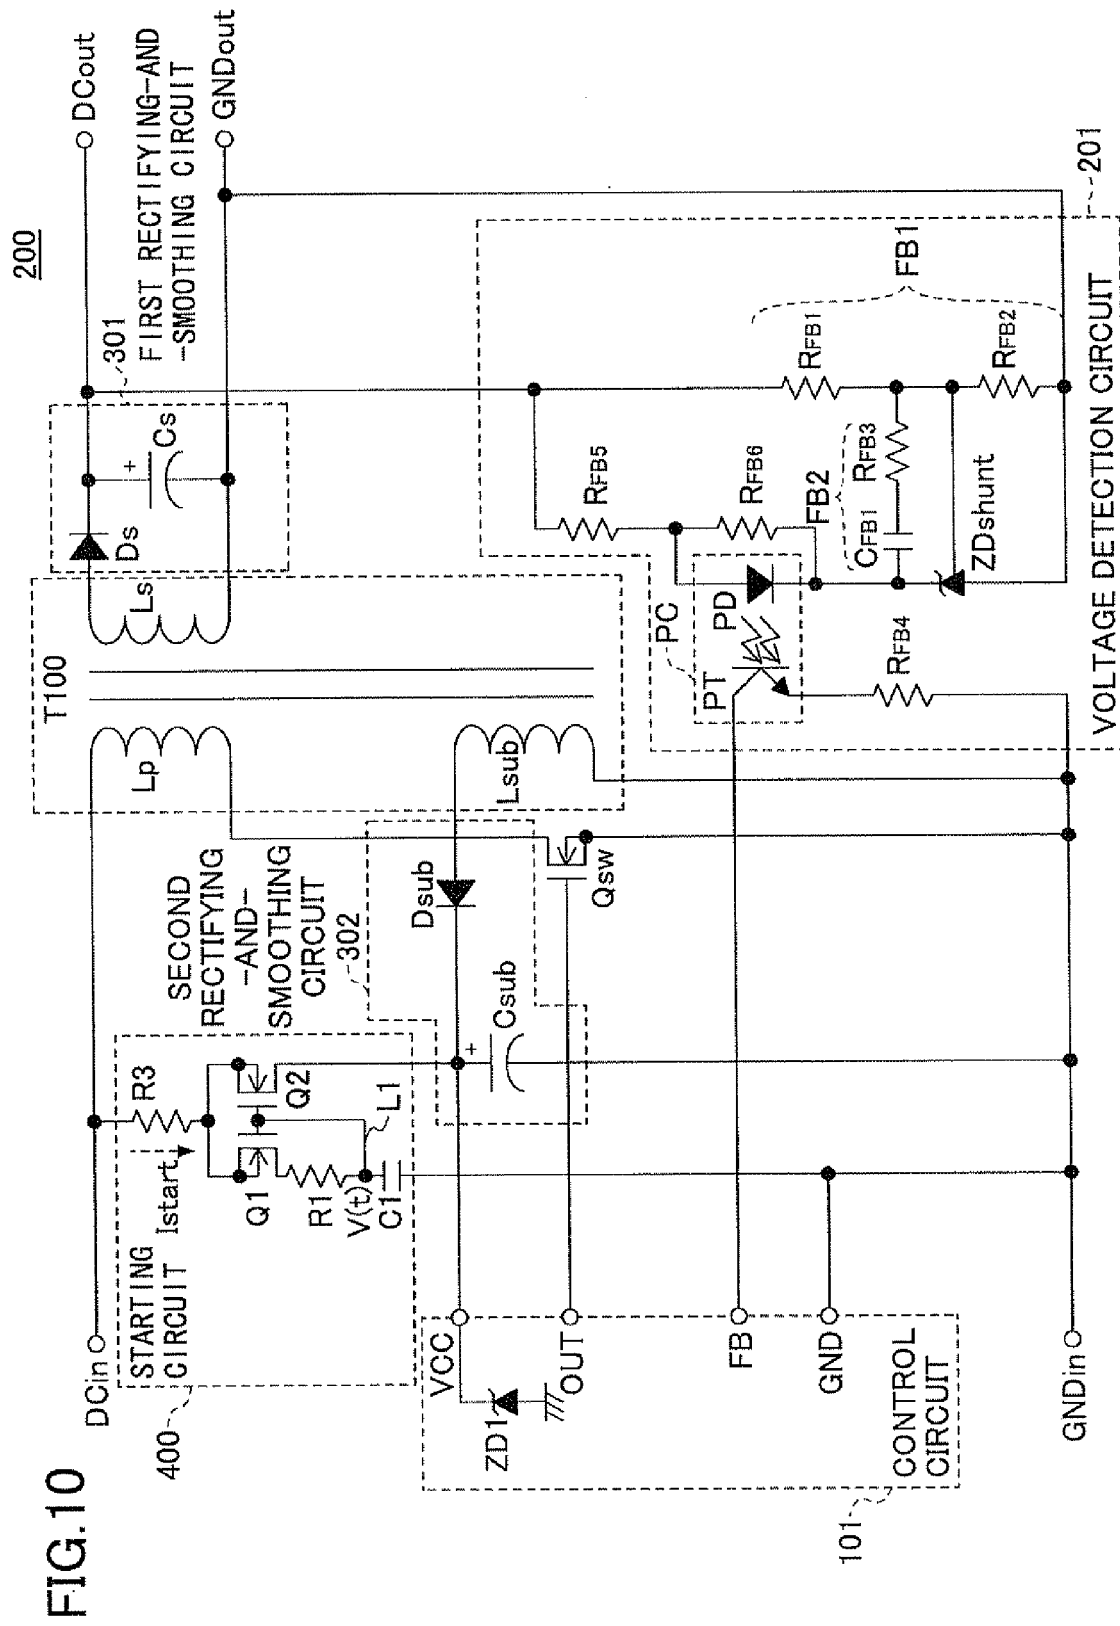 FIG.10
200
DCin
DCout
GNDout
GNDin
T100
Lp
Ls
Lsub
301
FIRST RECTIFYING-AND
-SMOOTHING CIRCUIT
Ds
Cs
+
400
STARTING
CIRCUIT
Istart
R3
Q1
Q2
R1
V(t)
C1
L1
SECOND
RECTIFYING
-AND-
SMOOTHING
CIRCUIT
302
Dsub
Csub
+
Qsw
101
CONTROL
CIRCUIT
VCC
ZD1
OUT
FB
GND
PC
PT
PD
RFB4
RFB5
RFB6
FB2
CFB1
RFB3
ZDshunt
RFB1
RFB2
FB1
201
VOLTAGE DETECTION CIRCUIT